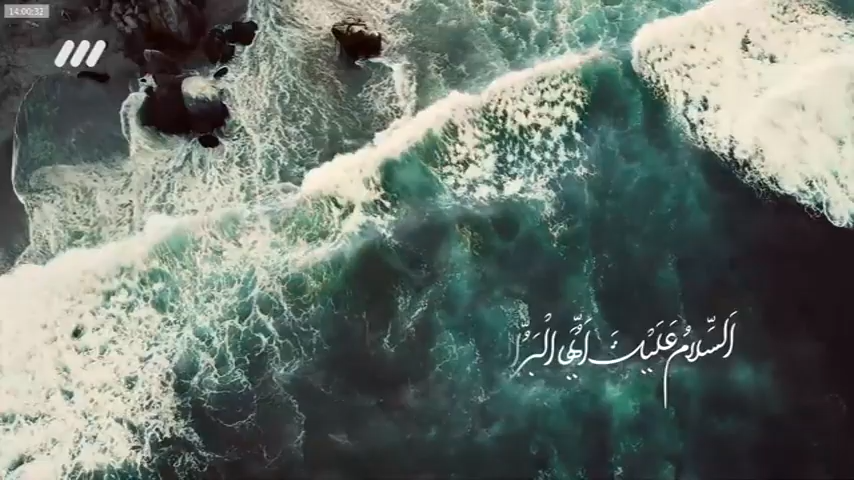 14:00:32
اَلسَّلامُ عَلَيْكَ اَيُّهَا الْبَرُّ